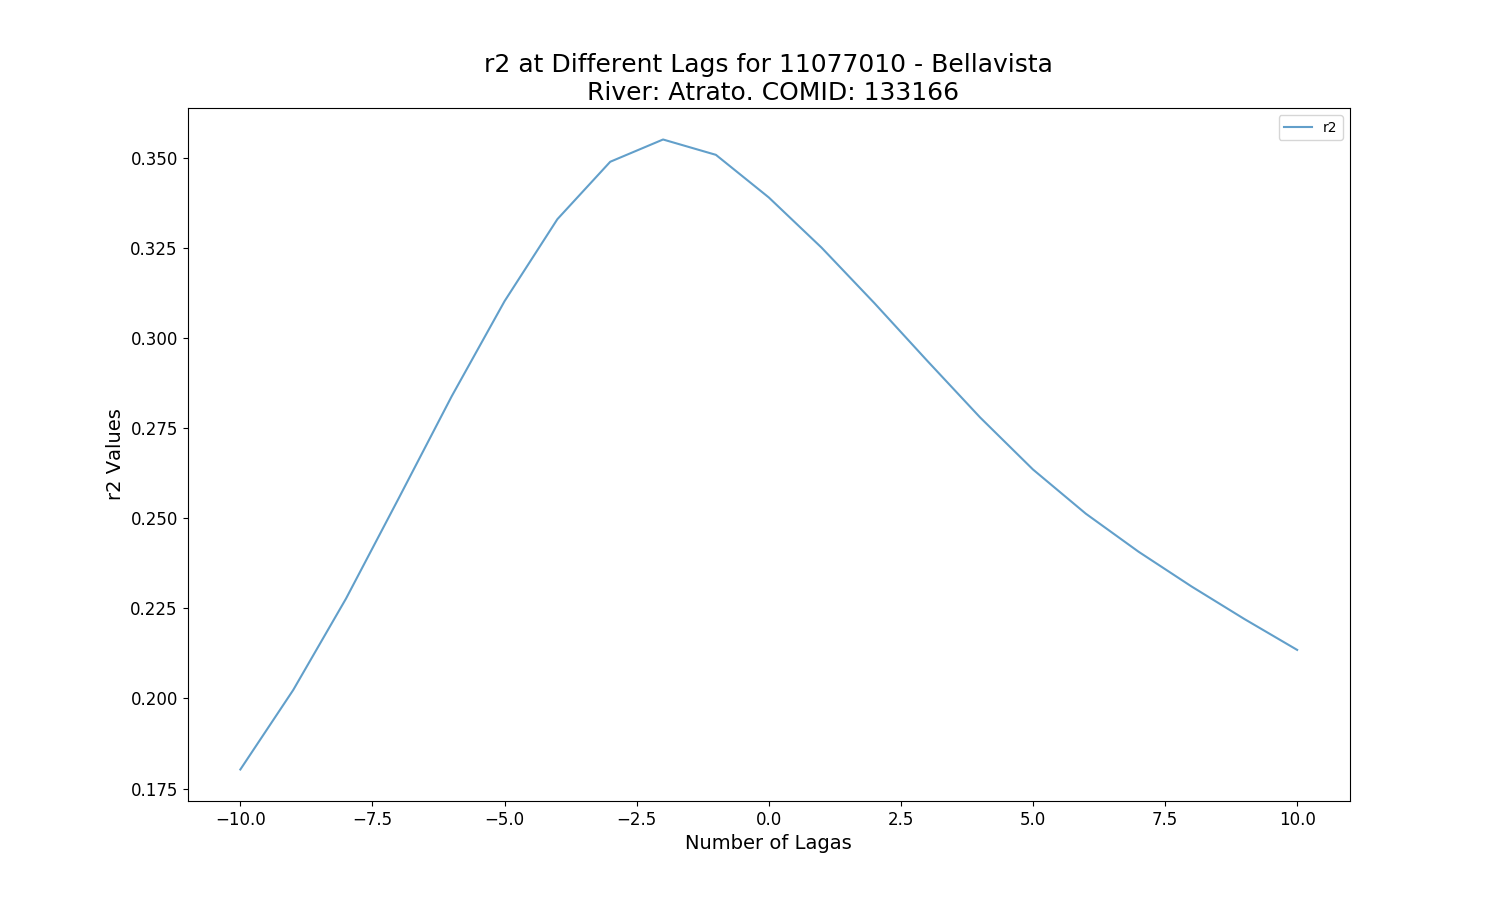 r2 at Different Lags for 11077010 - Bellavista
River: Atrato. COMID: 133166
r2
0.350
0.325
0.300
0.275
0.250
0.225
0.200
0.175
r2 Values
−10.0 −7.5 −5.0 −2.5 0.0 2.5 5.0 7.5 10.0
Number of Lagas